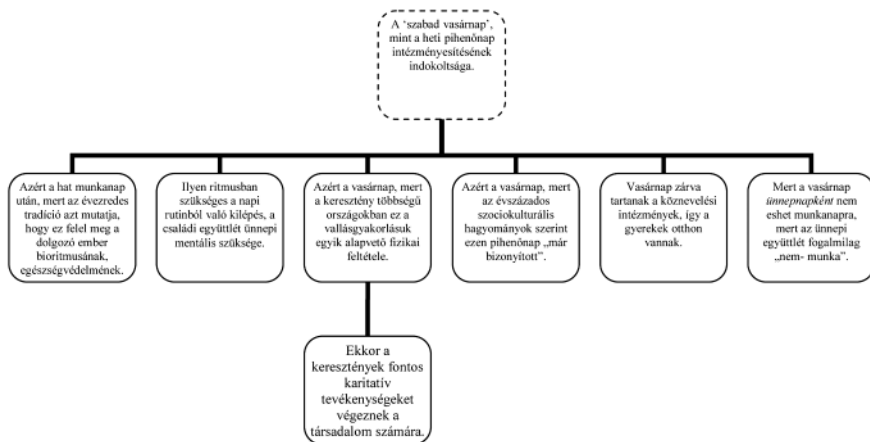 A ‘szabad vasárnap’,
mint a heti pihenőnap
intézményesítésének
indokoltsága.
Azért a hat munkanap
után, mert az évezredes
tradíció azt mutatja,
hogy ez felel meg a
dolgozó ember
bioritmusának,
egészségvédelmének.
Ilyen ritmusban
szükséges a napi
rutinból való kilépés, a
családi együttlét ünnepi
mentális szüksége.
Azért a vasárnap, mert
a keresztény többségű
országokban ez a
vallásgyakorlásuk
egyik alapvető fizikai
feltétele.
Azért a vasárnap, mert
az évszázados
szociokulturális
hagyományok szerint
ezen pihenőnap „már
bizonyított”.
Vasárnap zárva
tartanak a köznevelési
intézmények, így a
gyerekek otthon
vannak.
Mert a vasárnap
ünnepnapként nem
eshet munkanapra,
mert az ünnepi
együttlét fogalmilag
„nem- munka”.
Ekkor a
keresztények fontos
karitatív
tevékenységeket
végeznek a
társadalom számára.